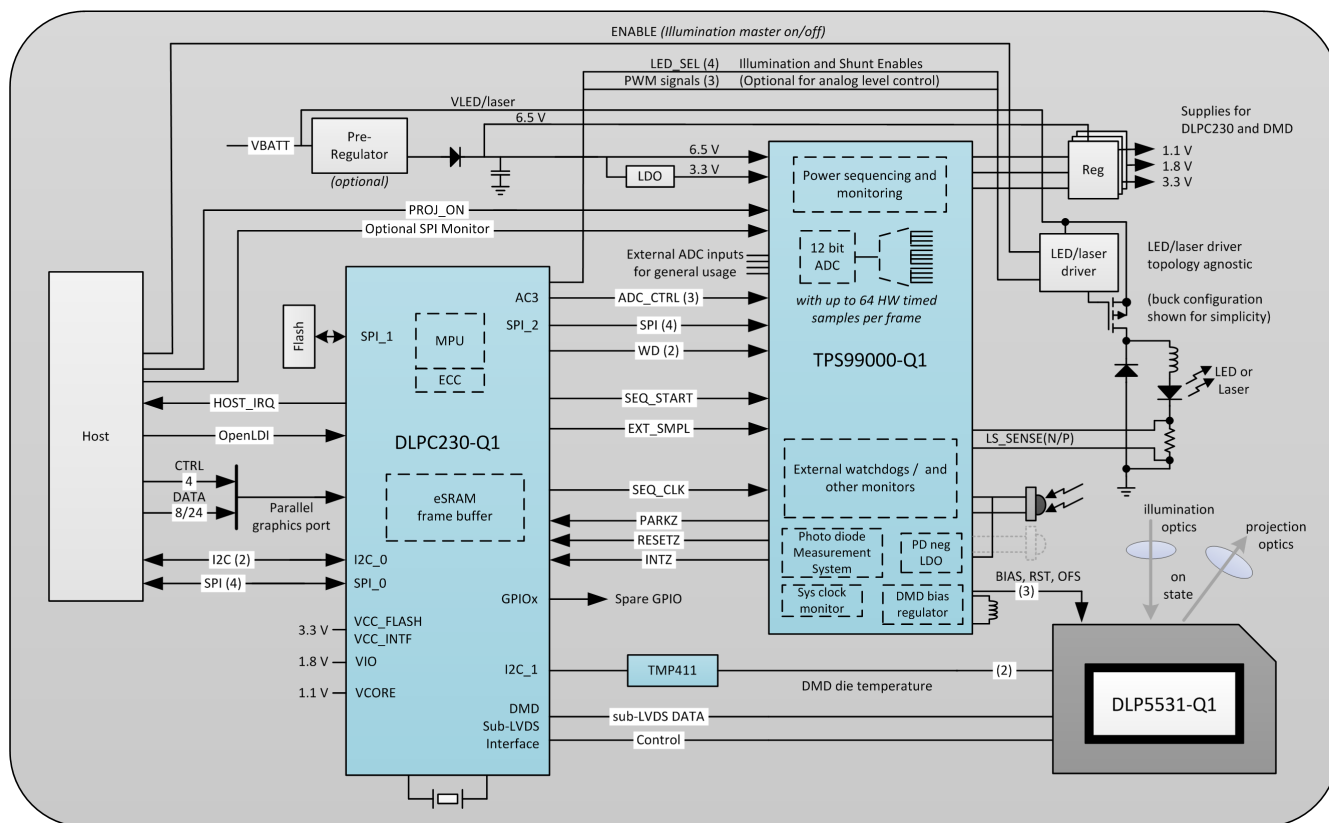 ENABLE (Illumination master on/off)
LED_SEL (4) Illumination and Shunt Enables
PWM signals (3) (Optional for analog level control)
VLED/laser
6.5 V
Supplies for
DLPC230 and DMD
VBATT
Pre-
Regulator
(optional)
6.5 V
3.3 V
LDO
Power sequencing and
monitoring
Reg
1.1 V
1.8 V
3.3 V
PROJ_ON
Optional SPI Monitor
External ADC inputs
for general usage
12 bit
ADC
with up to 64 HW timed
samples per frame
LED/laser
driver
LED/laser driver
topology agnostic
(buck configuration
shown for simplicity)
LED or
Laser
Host
Flash
SPI_1
MPU
ECC
AC3
SPI_2
ADC_CTRL (3)
SPI (4)
WD (2)
TPS99000-Q1
SEQ_START
EXT_SMPL
HOST_IRQ
OpenLDI
DLPC230-Q1
LS_SENSE(N/P)
CTRL
4
DATA
8/24
Parallel
graphics port
eSRAM
frame buffer
SEQ_CLK
PARKZ
RESETZ
INTZ
External watchdogs / and
other monitors
Photo diode
Measurement
System
PD neg
LDO
Sys clock
monitor
DMD bias
regulator
illumination
optics
projection
optics
on
state
BIAS, RST, OFS
(3)
I2C (2)
I2C_0
SPI (4)
SPI_0
GPIOx
Spare GPIO
3.3 V
VCC_FLASH
VCC_INTF
1.8 V
VIO
1.1 V
VCORE
I2C_1
TMP411
(2)
DMD die temperature
DMD
Sub-LVDS
Interface
sub-LVDS DATA
Control
DLP5531-Q1